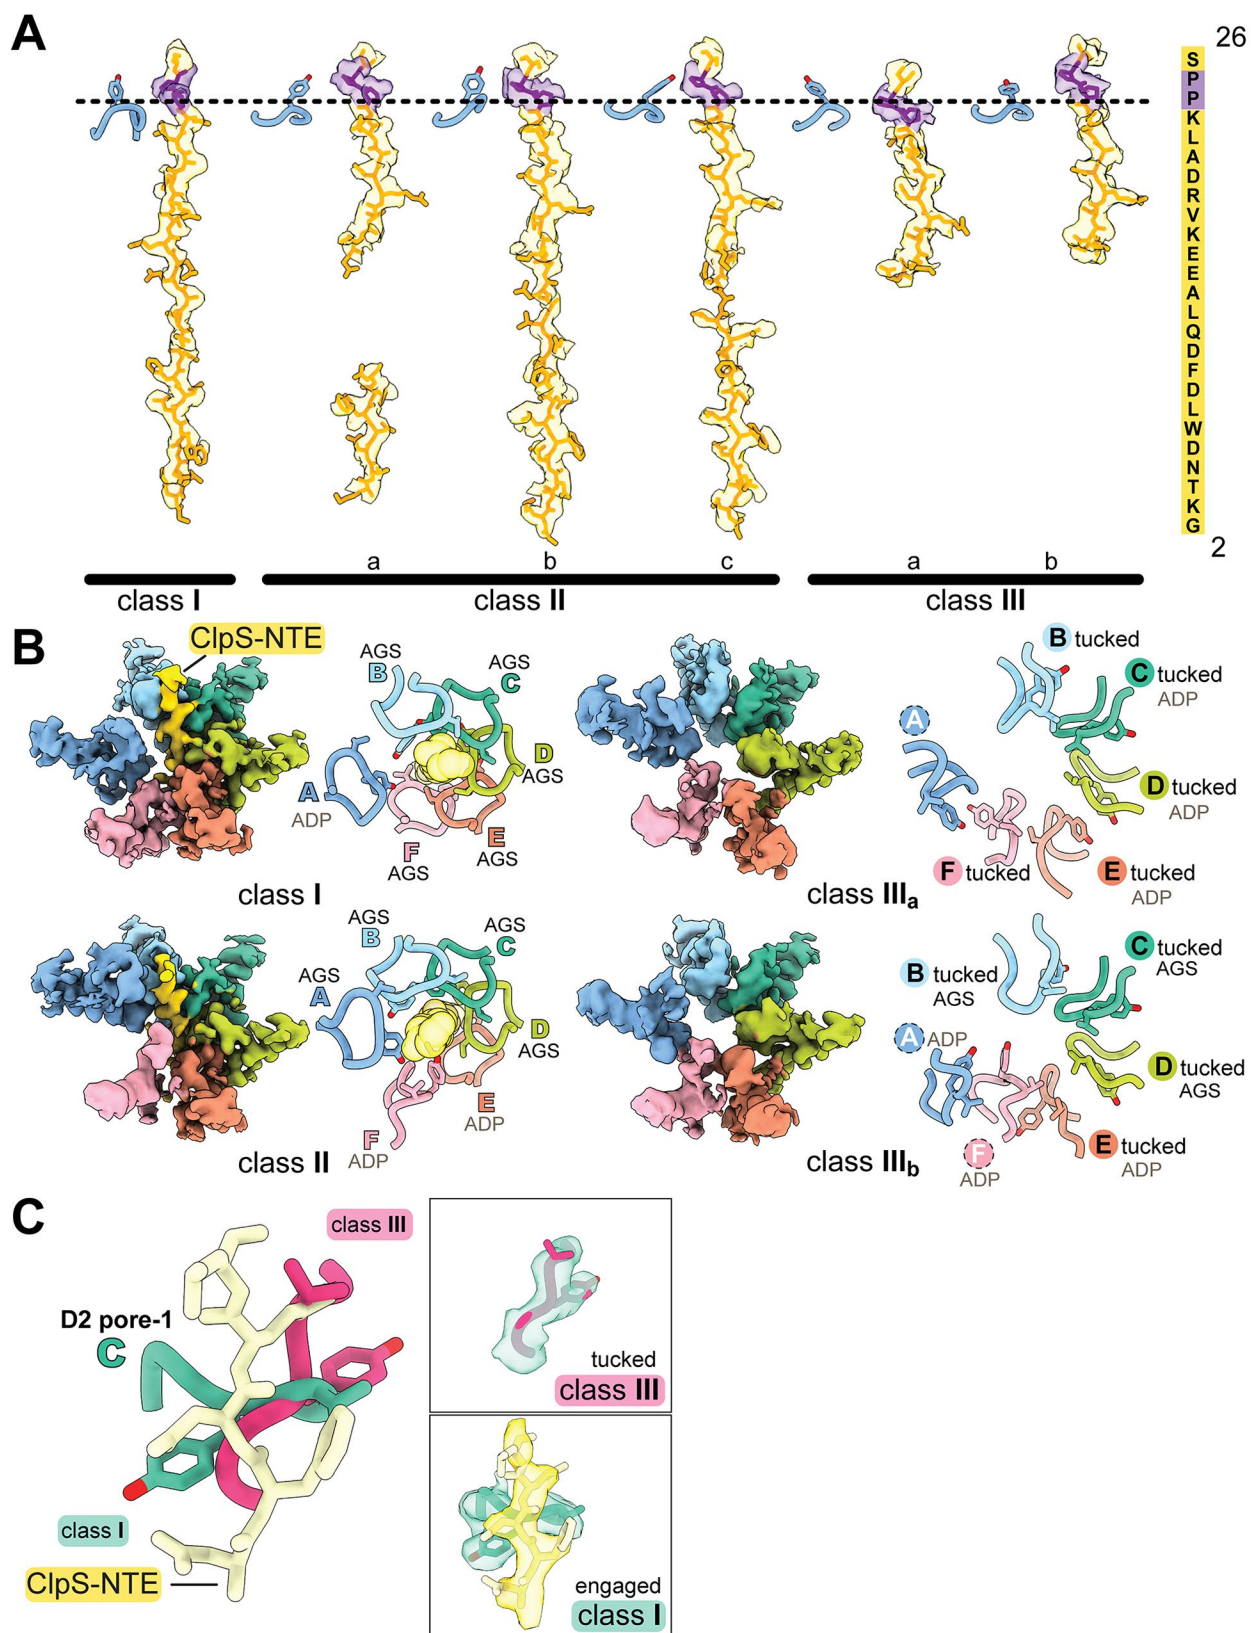 A
26
S
P
P
K
L
A
D
R
V
K
E
E
A
L
Q
D
F
D
L
W
D
N
T
K
G
2
a
b
c
a
b
class I
class II
class III
B
ClpS-NTE
AGS
B
AGS
C
D
AGS
A
ADP
E
AGS
F
AGS
class I
B tucked
C tucked
ADP
A
D tucked
ADP
F tucked
E tucked
ADP
class IIIa
AGS
B
AGS
C
AGS
A
D
AGS
E
ADP
F
ADP
class II
C tucked
AGS
B tucked
AGS
A ADP
D tucked
AGS
E tucked
ADP
F
ADP
class IIIb
C
class III
D2 pore-1
C
class I
ClpS-NTE
tucked
class III
engaged
class I